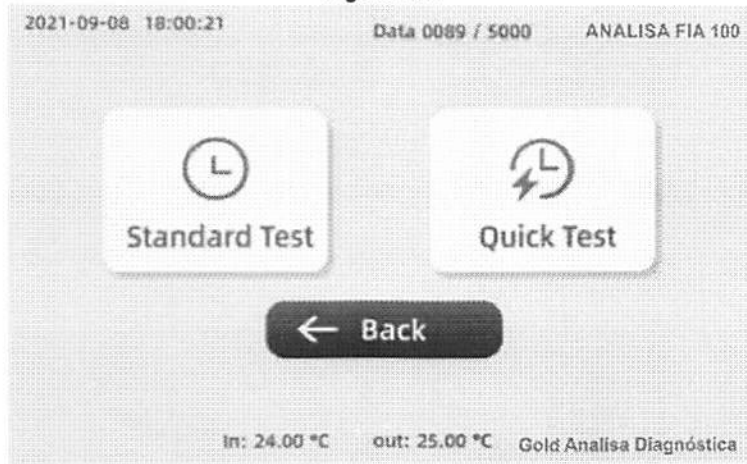 2021-09-08 18:00:21 Data 0089 / 5000 ANALISA FIA 100
Standard Test Quick Test
← Back
In: 24.00 °C out: 25.00 °C Gold Analisa Diagnóstica